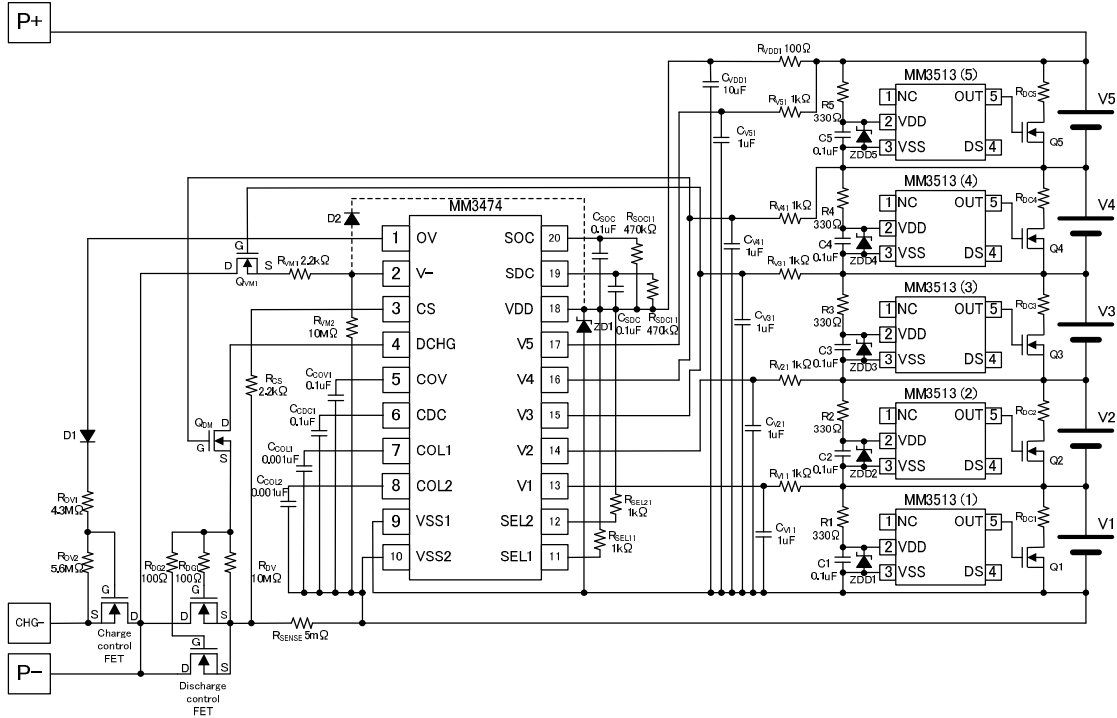 P+
RVDD1 100Ω
CVDD1
10uF
RV51 1kΩ
CV51
1uF
R5
330Ω
C5
0.1uF
ZDD5
MM3513(5)
1 NC OUT 5
2 VDD
3 VSS DS 4
RDC5
Q5
V5
MM3513(4)
1 NC OUT 5
2 VDD
3 VSS DS 4
R4
330Ω
C4
0.1uF
ZDD4
RDC4
Q4
V4
RV41 1kΩ
CV41
1uF
RV31 1kΩ
CV31
1uF
MM3513(3)
1 NC OUT 5
2 VDD
3 VSS DS 4
R3
330Ω
C3
0.1uF
ZDD3
RDC3
Q3
V3
RV21 1kΩ
CV21
1uF
MM3513(2)
1 NC OUT 5
2 VDD
3 VSS DS 4
R2
330Ω
C2
0.1uF
ZDD2
RDC2
Q2
V2
RV11 1kΩ
CV11
1uF
MM3513(1)
1 NC OUT 5
2 VDD
3 VSS DS 4
R1
330Ω
C1
0.1uF
ZDD1
RDC1
Q1
V1
D2
MM3474
1 OV SOC 20
2 V- SDC 19
3 CS VDD 18
4 DCHG V5 17
5 COV V4 16
6 CDC V3 15
7 COL1 V2 14
8 COL2 V1 13
9 VSS1 SEL2 12
10 VSS2 SEL1 11
CSOC
0.1uF
RSOC11
470kΩ
CSDC
0.1uF
RSDC11
470kΩ
ZD1
RSEL21
1kΩ
RSEL11
1kΩ
G
D S
QVM1
RVM1 2.2kΩ
RVM2
10MΩ
RCS
2.2kΩ
CCOV1
0.1uF
CCDC1
0.1uF
CCOL1
0.001uF
CCOL2
0.001uF
QDM
D
G
S
D1
ROV1
4.3MΩ
ROV2
5.6MΩ
RDG2
100Ω
RDG1
100Ω
RDV
10MΩ
RSENSE 5mΩ
CHG-
G
S D
Charge
control
FET
G
D S
P-
G
D S
Discharge
control
FET